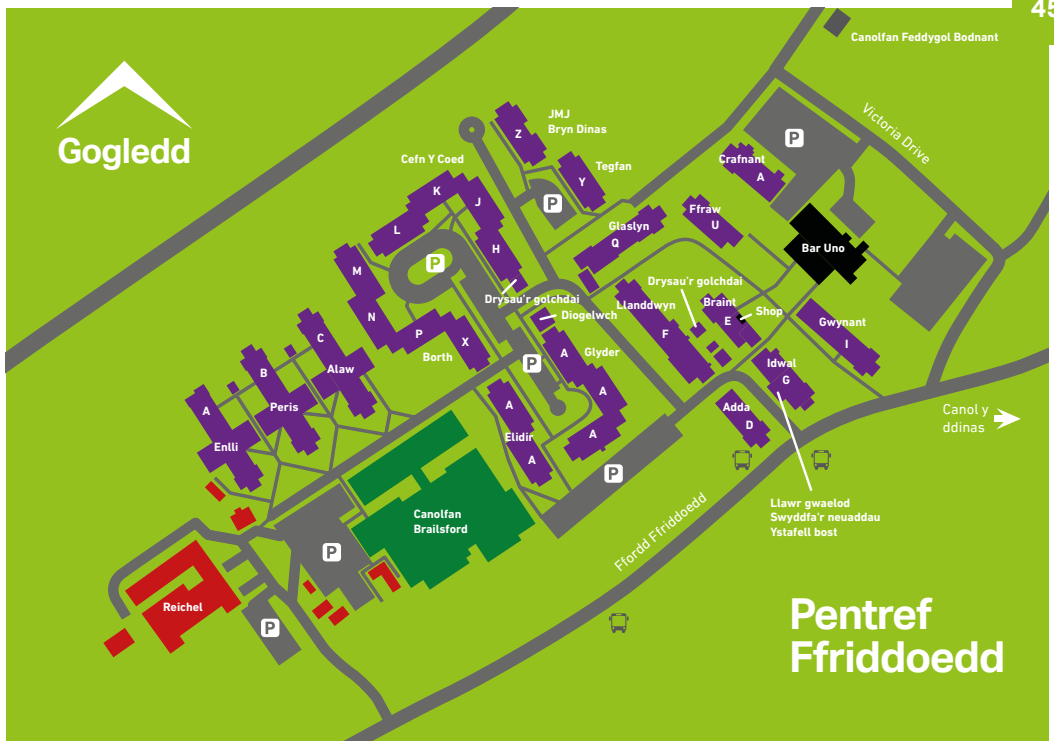 45
Canolfan Feddygol Bodnant
Gogledd
Victoria Drive
JMJ
Bryn Dinas
Z
Cefn Y Coed
Tegfan
Y
P
Crafnant
A
K
J
L
H
P
Ffraw
U
Glaslyn
Q
Bar Uno
P
M
N
P
X
Borth
Drysau'r golchdai
Diogelwch
Drysau'r golchdai
Llanddwyn
F
Braint
E
Shop
Gwynant
I
C
Alaw
B
Peris
A
Enlli
P
A
Glyder
A
A
A
Elidir
A
Idwal
G
Adda
D
P
Canol y
ddinas
Llawr gwaelod
Swyddfa'r neuaddau
Ystafell bost
Canolfan
Brailsford
Ffordd Ffriddoedd
P
Reichel
P
Pentref
Ffriddoedd